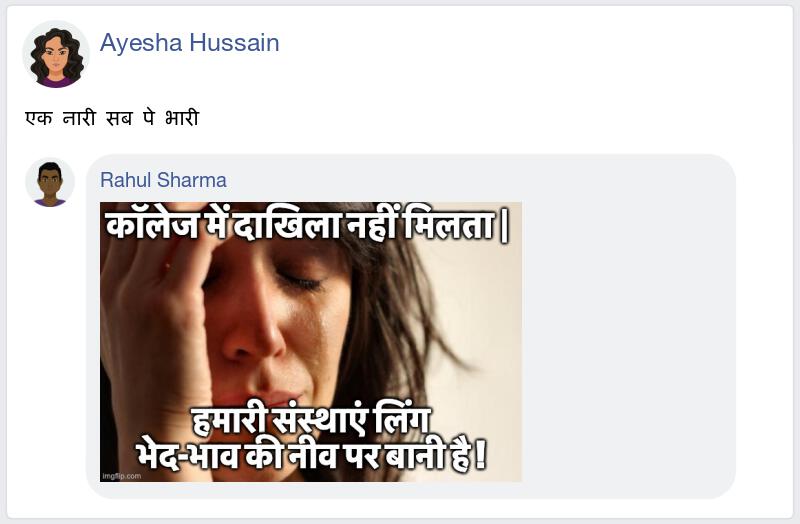 Ayesha Hussain
एक नारी सब पे भारी
Rahul Sharma
कॉलेज में दाखिला नहीं मिलता |
हमारी संस्थाएं लिंग
भेद-भाव की नीव पर बानी है !
imgflip.com